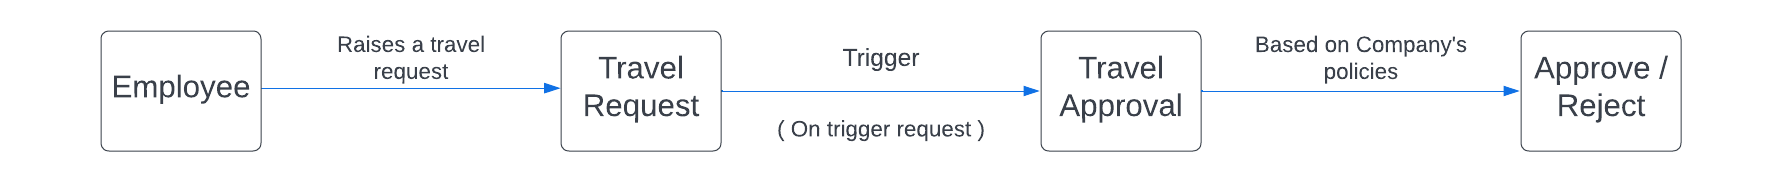 Employee
Raises a travel
request
Travel
Request
Trigger
( On trigger request )
Travel
Approval
Based on Company's
policies
Approve /
Reject